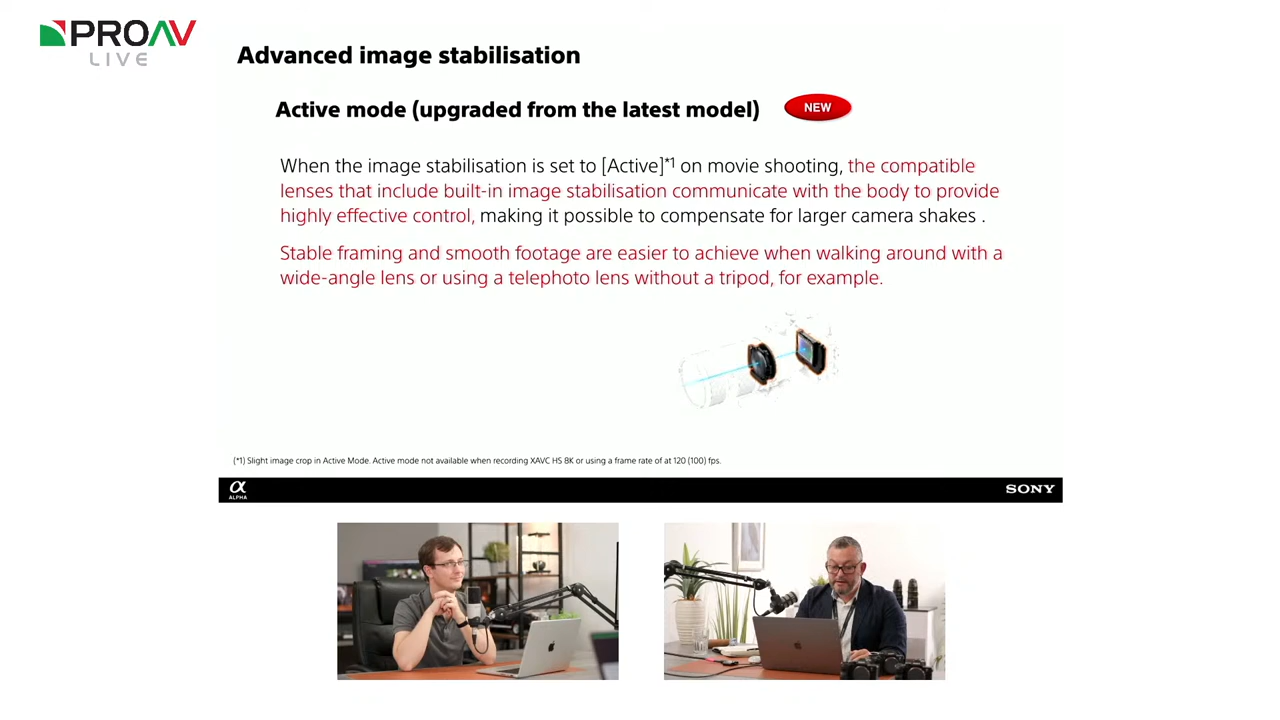 PROAV
LIVE
Advanced image stabilisation
Active mode (upgraded from the latest model)
NEW
When the image stabilisation is set to [Active]*1 on movie shooting, the compatible
lenses that include built-in image stabilisation communicate with the body to provide
highly effective control, making it possible to compensate for larger camera shakes .
Stable framing and smooth footage are easier to achieve when walking around with a
wide-angle lens or using a telephoto lens without a tripod, for example.
(*1) Slight image crop in Active Mode. Active mode not available when recording XAVC HS 8K or using a frame rate of at 120 (100) fps.
α
ALPHA
SONY